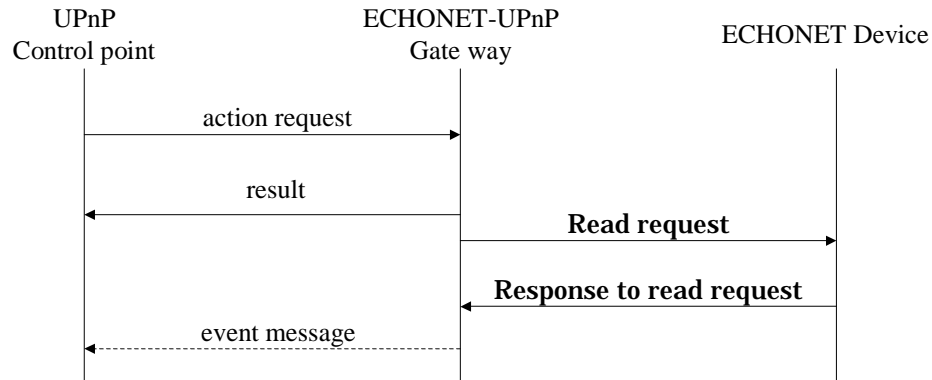 UPnP
Control point
ECHONET-UPnP
Gate way
ECHONET Device
action request
result
Read request
Response to read request
event message